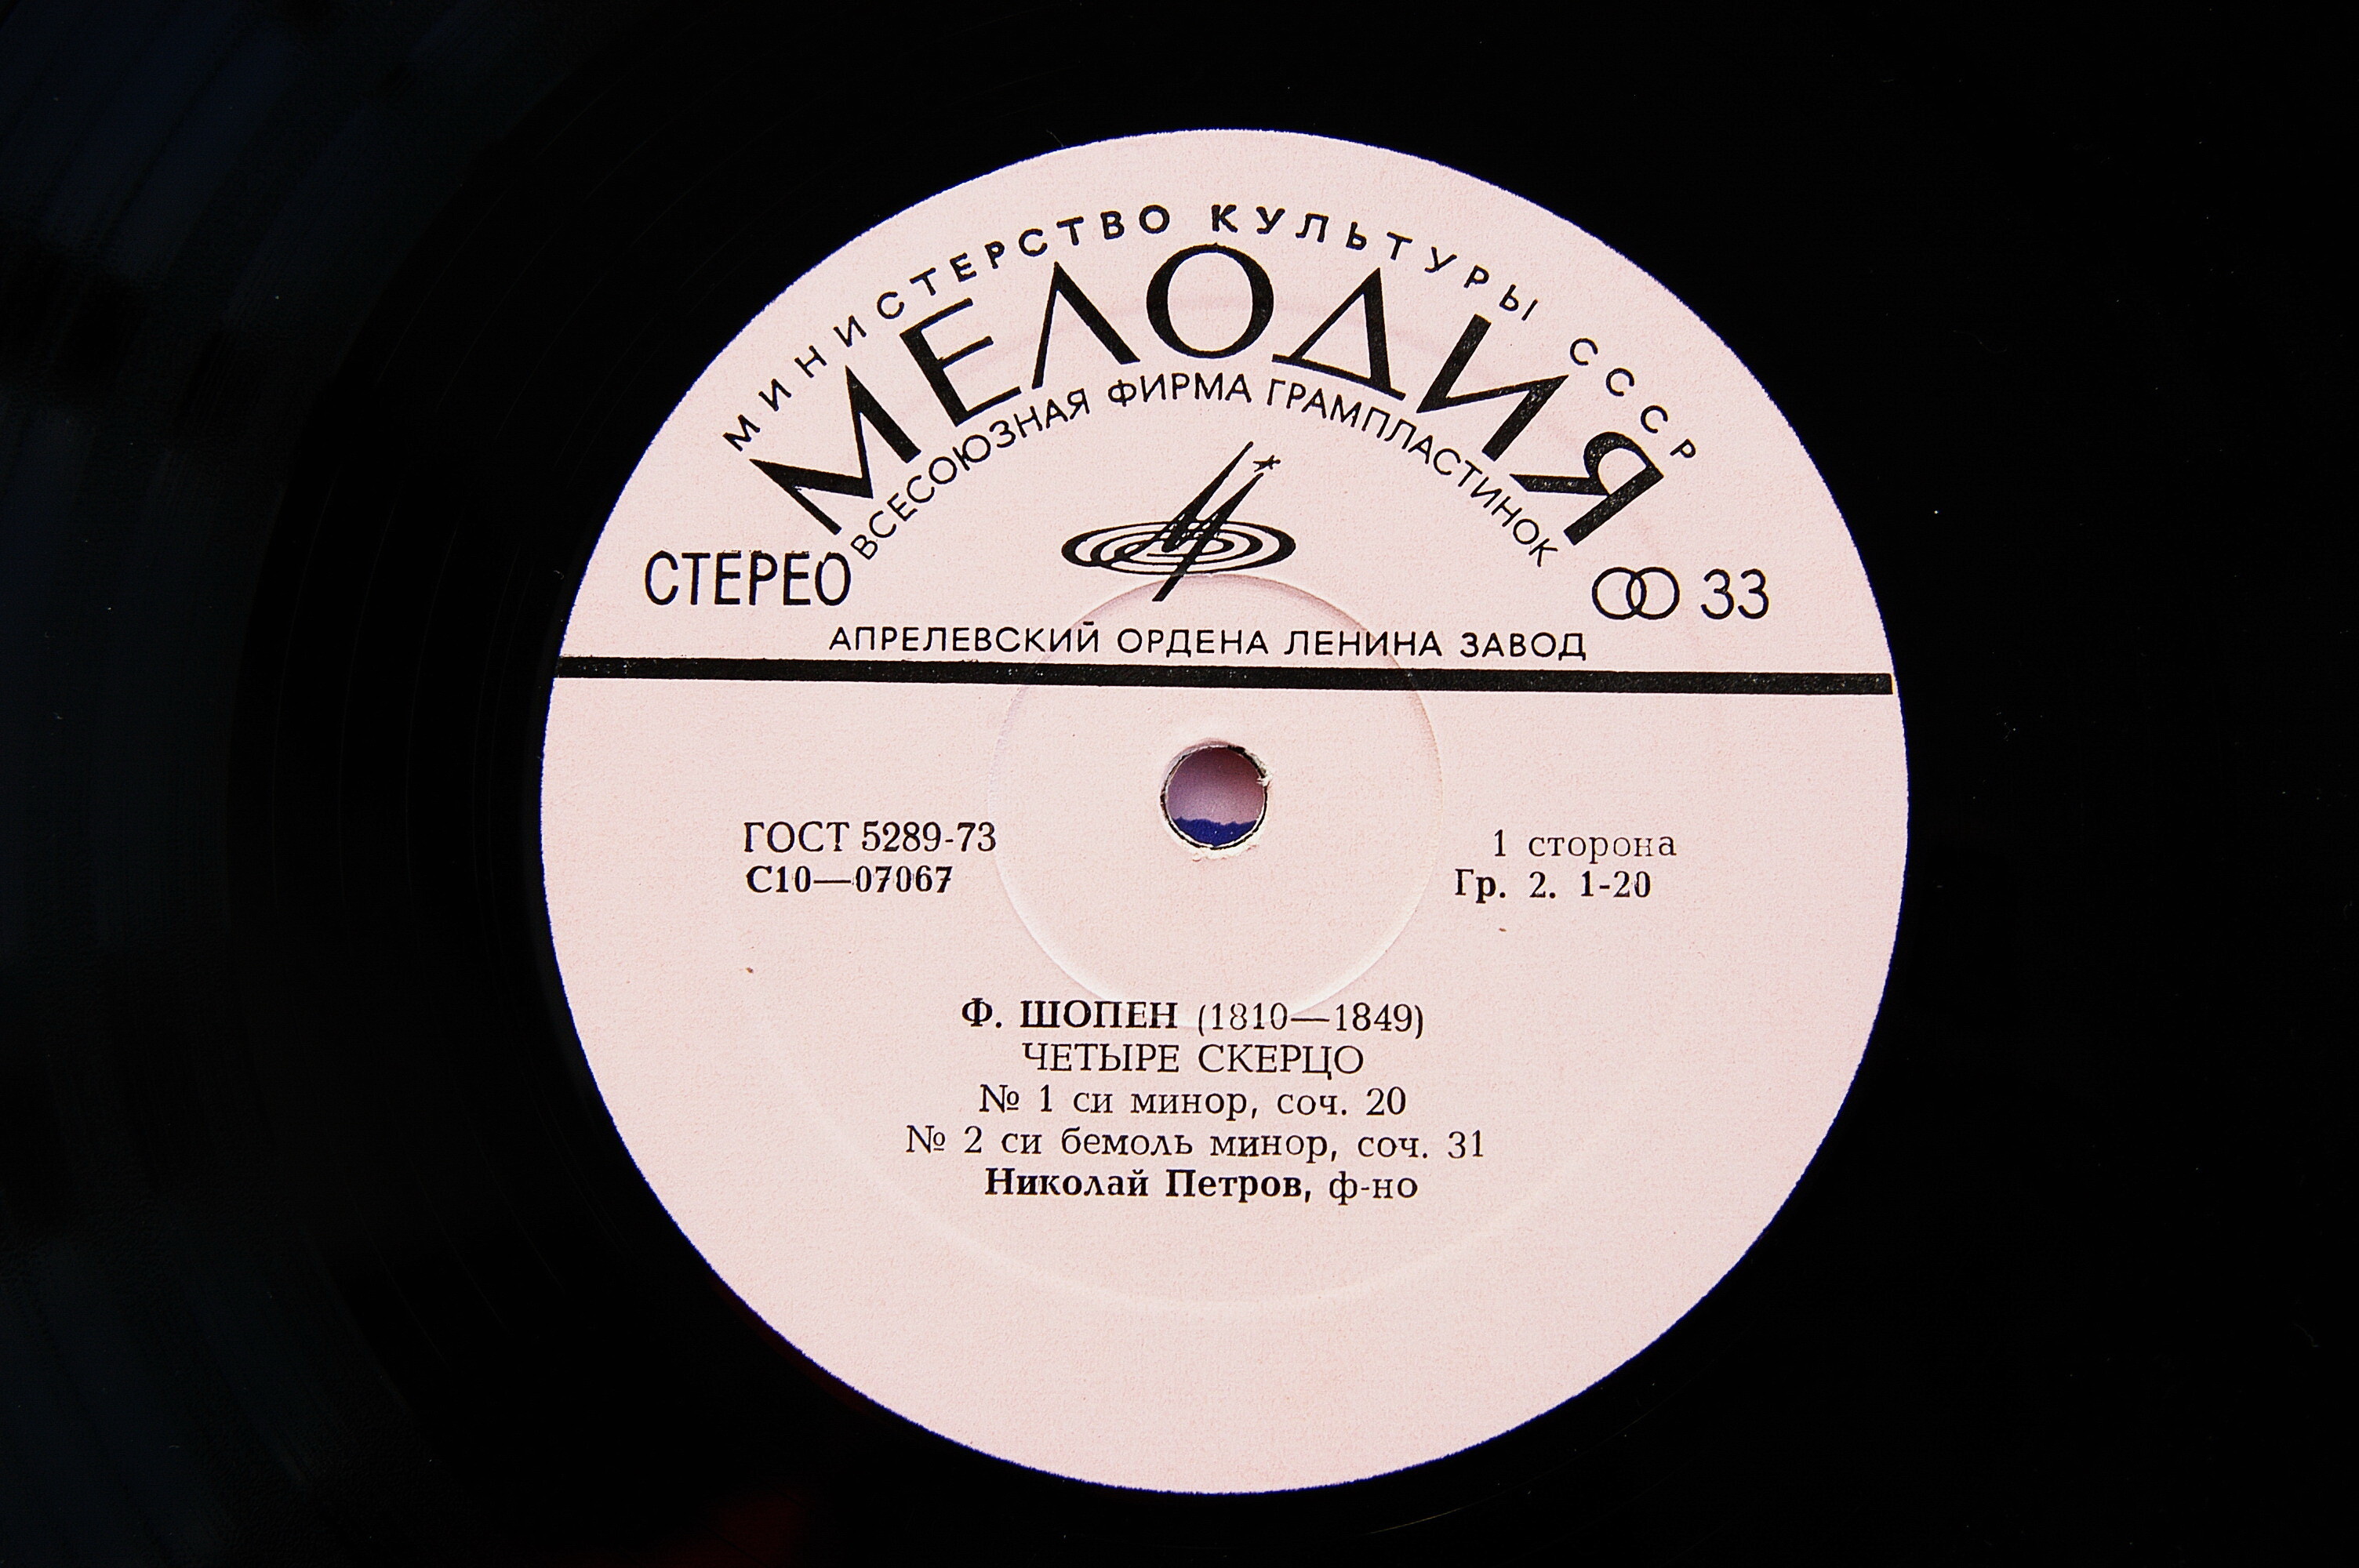 МИНИСТЕРСТВО КУЛЬТУРЫ СССР
МЕЛОДИЯ
ВСЕСОЮЗНАЯ ФИРМА ГРАМПЛАСТИНОК
СТЕРЕО
33
АПРЕЛЕВСКИЙ ОРДЕНА ЛЕНИНА ЗАВОД
ГОСТ 5289-73
С10—07067
1 сторона
Гр. 2. 1-20
Ф. ШОПЕН (1810—1849)
ЧЕТЫРЕ СКЕРЦО
№ 1 си минор, соч. 20
№ 2 си бемоль минор, соч. 31
Николай Петров, ф-но